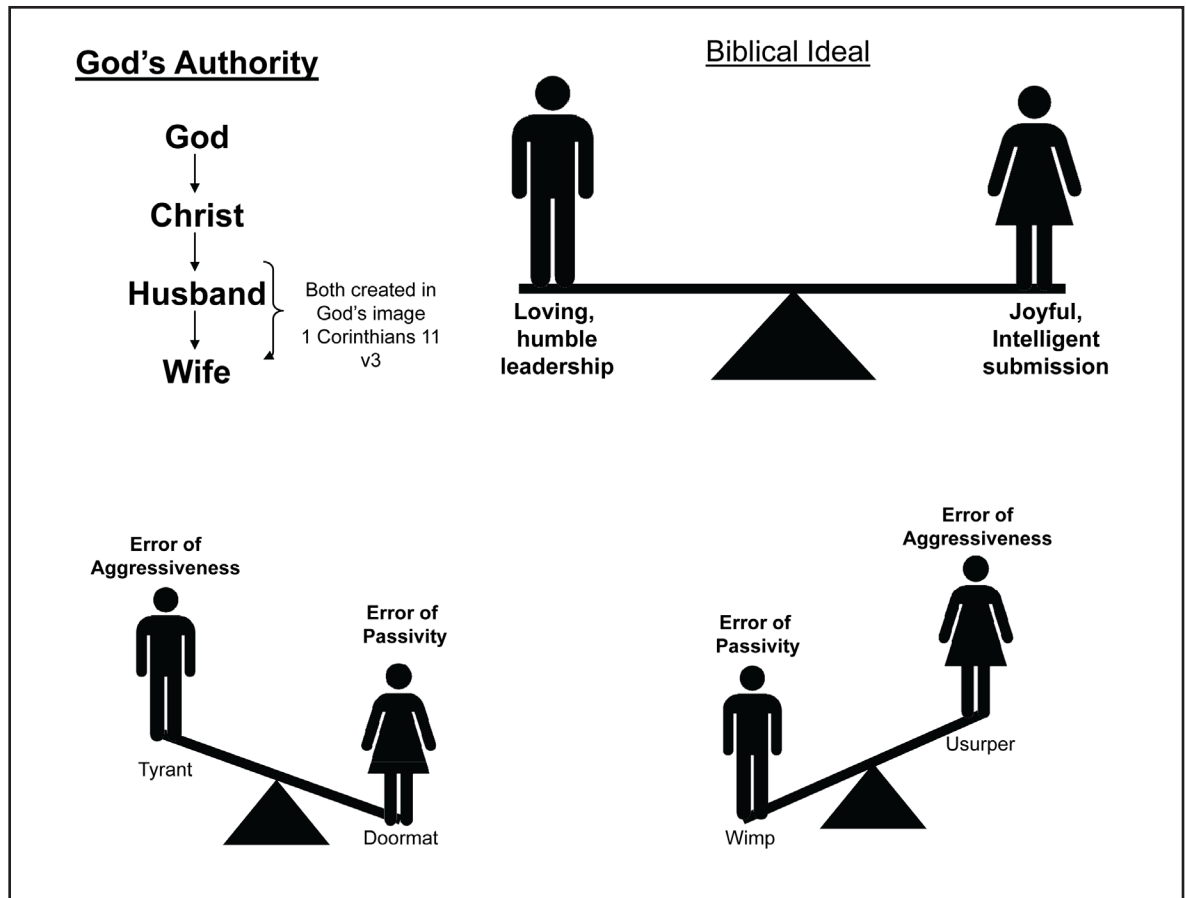 God's Authority
God
Christ
Husband
Wife
Both created in
God's image
1 Corinthians 11
v3
Biblical Ideal
Loving,
humble
leadership
Joyful,
Intelligent
submission
Error of
Aggressiveness
Error of
Passivity
Tyrant
Doormat
Error of
Passivity
Error of
Aggressiveness
Wimp
Usurper